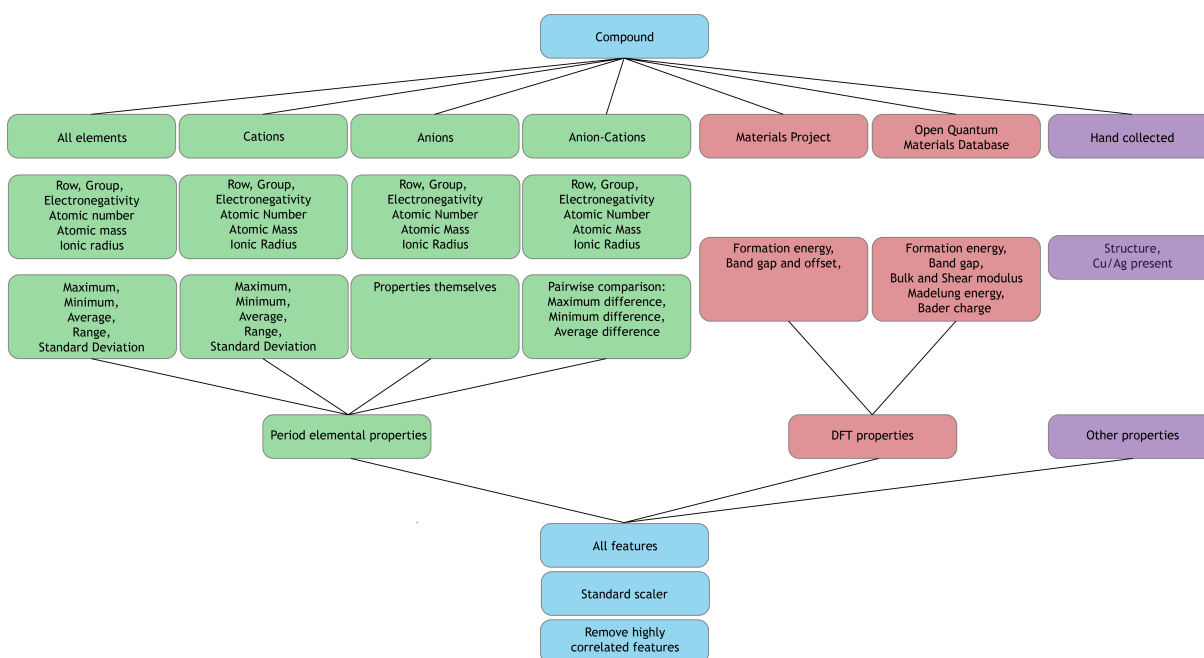 Compound
All elements
Cations
Anions
Anion-Cations
Materials Project
Open Quantum
Materials Database
Hand collected
Row, Group,
Electronegativity
Atomic number
Atomic mass
Ionic radius
Row, Group,
Electronegativity
Atomic Number
Atomic Mass
Ionic Radius
Row, Group,
Electronegativity
Atomic Number
Atomic Mass
Ionic Radius
Row, Group,
Electronegativity
Atomic Number
Atomic Mass
Ionic Radius
Formation energy,
Band gap and offset,
Formation energy,
Band gap,
Bulk and Shear modulus
Madelung energy,
Bader charge
Structure,
Cu/Ag present
Maximum,
Minimum,
Average,
Range,
Standard Deviation
Maximum,
Minimum,
Average,
Range,
Standard Deviation
Properties themselves
Pairwise comparison:
Maximum difference,
Minimum difference,
Average difference
Period elemental properties
DFT properties
Other properties
All features
Standard scaler
Remove highly
correlated features